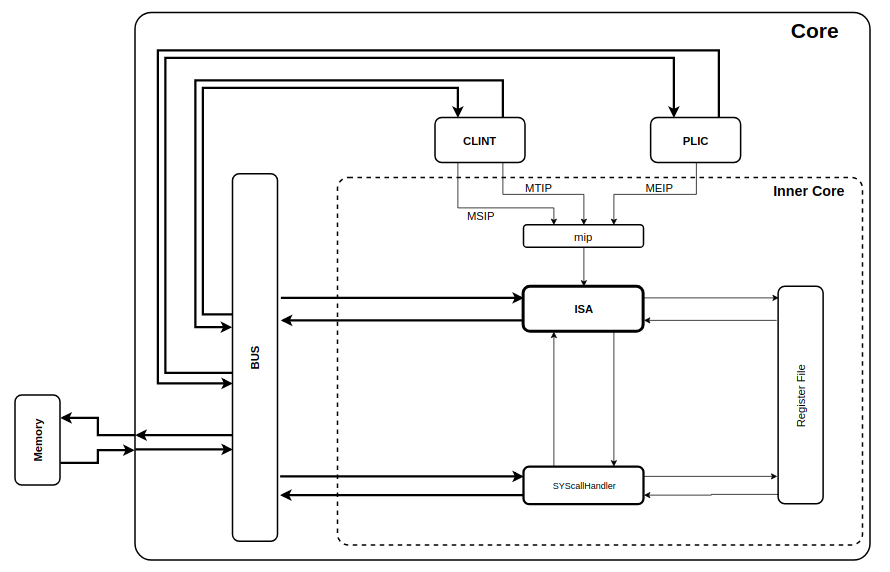 Core
CLINT
PLIC
Inner Core
MTIP
MEIP
MSIP
mip
ISA
BUS
Register File
Memory
SYScallHandler